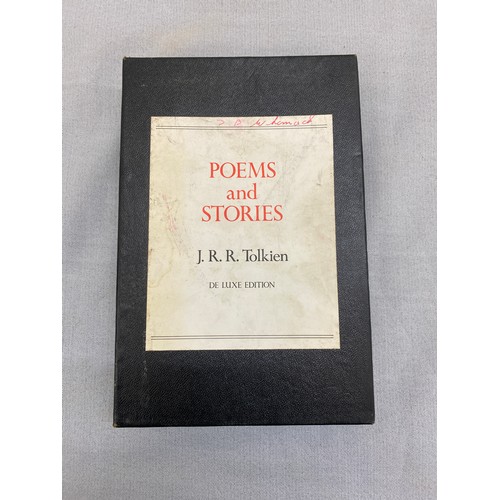 POEMS
and
STORIES
J. R. R. Tolkien
DE LUXE EDITION